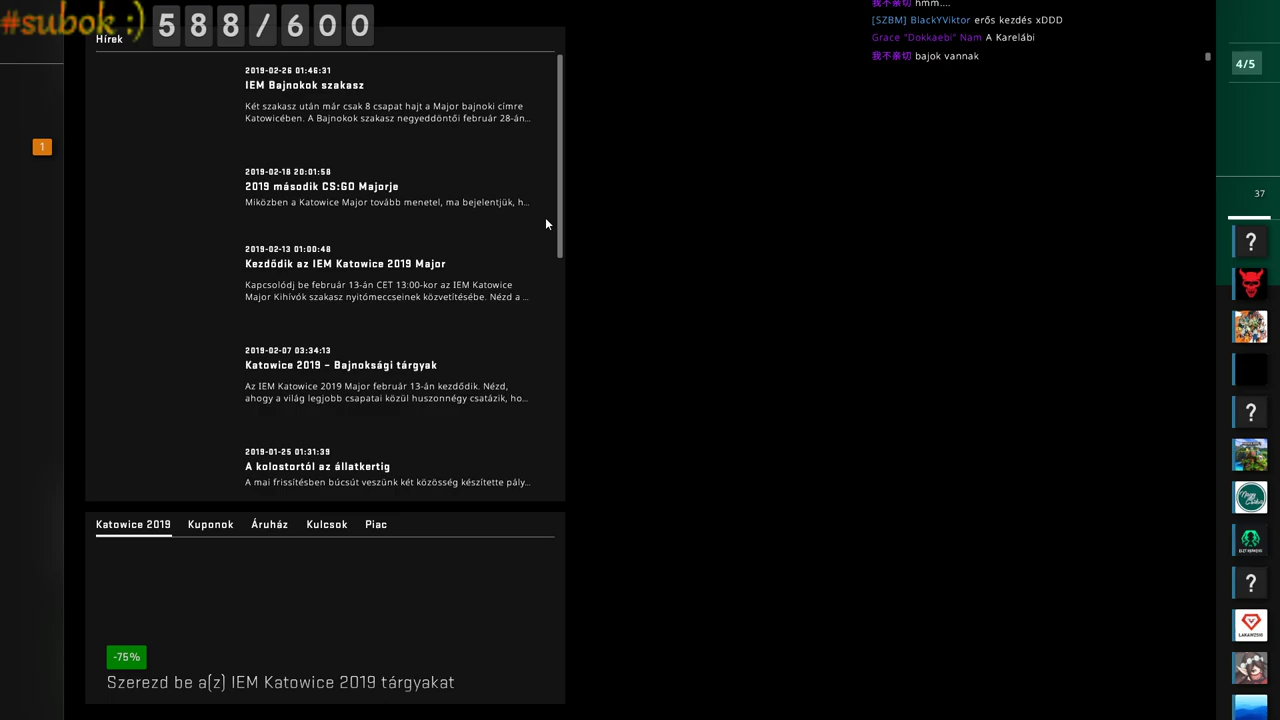 #subok :)
588/600
Hírek
2019-02-26 01:46:31
IEM Bajnokok szakasz
Két szakasz után már csak 8 csapat hajt a Major bajnoki címre
Katowicében. A Bajnokok szakasz negyeddöntői február 28-án…
2019-02-18 20:01:58
2019 második CS:GO Majorje
Miközben a Katowice Major tovább menetel, ma bejelentjük, h…
2019-02-13 01:00:48
Kezdődik az IEM Katowice 2019 Major
Kapcsolódj be február 13-án CET 13:00-kor az IEM Katowice
Major Kihívók szakasz nyitómeccseinek közvetítésébe. Nézd a …
2019-02-07 03:34:13
Katowice 2019 – Bajnoksági tárgyak
Az IEM Katowice 2019 Major február 13-án kezdődik. Nézd,
ahogy a világ legjobb csapatai közül huszonnégy csatázik, ho…
2019-01-25 01:31:39
A kolostortól az állatkertig
A mai frissítésben búcsút veszünk két közösség készítette pály…
Katowice 2019
Kuponok
Áruház
Kulcsok
Piac
-75%
Szerezd be a(z) IEM Katowice 2019 tárgyakat
1
我不亲切 hmm....
[SZBM] BlackYViktor erős kezdés xDDD
Grace "Dokkaebi" Nam A Karelábi
我不亲切 bajok vannak
4/5
37
?
?
?